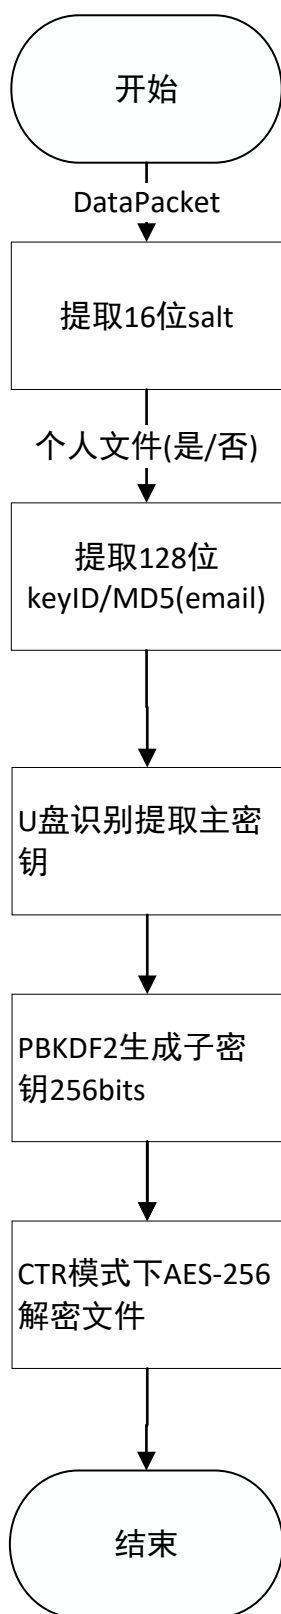 开始
DataPacket
提取16位salt
个人文件(是/否)
提取128位
keyID/MD5(email)
U盘识别提取主密
钥
PBKDF2生成子密
钥256bits
CTR模式下AES-256
解密文件
结束